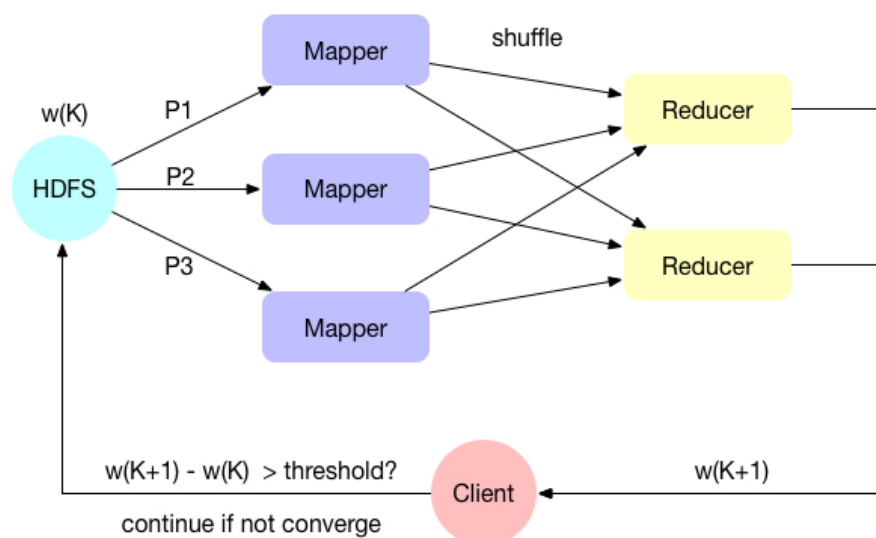 Mapper
shuffle
w(K)
P1
Reducer
HDFS
P2
Mapper
P3
Reducer
Mapper
w(K+1) - w(K) > threshold?
Client
w(K+1)
continue if not converge